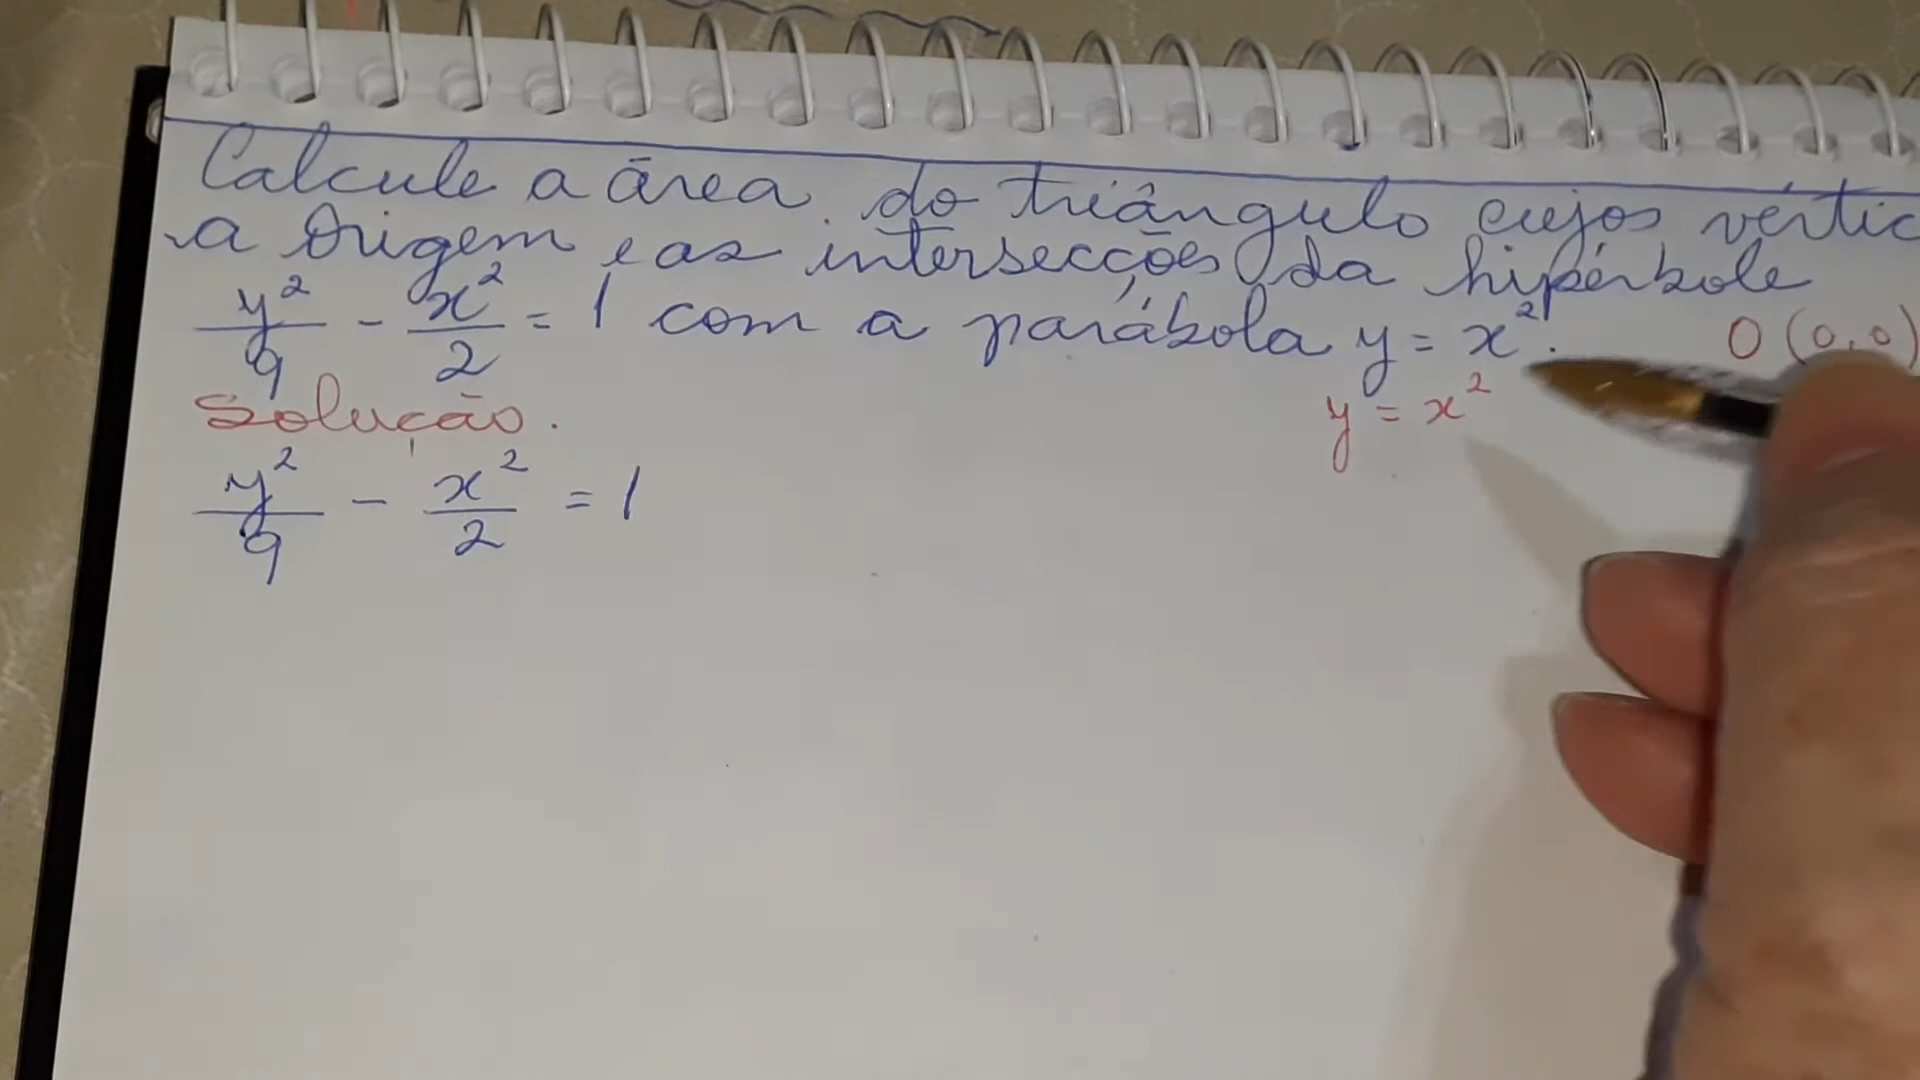 Calcule a área do triângulo cujos vértic
a origem e as intersecções da hipérbole
y²/9 - x²/2 = 1 com a parábola y = x².
O (0,0)
Solução.
y = x²
y²/9 - x²/2 = 1